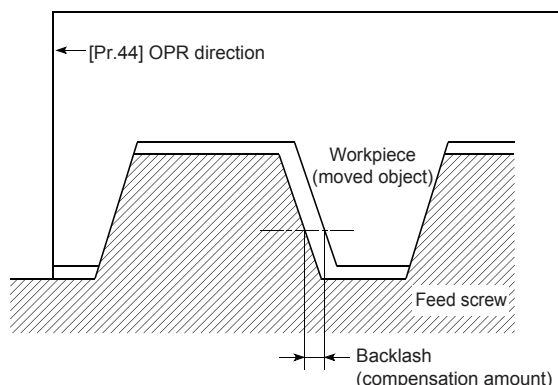 [Pr.44] OPR direction
Workpiece
(moved object)
Feed screw
Backlash
(compensation amount)